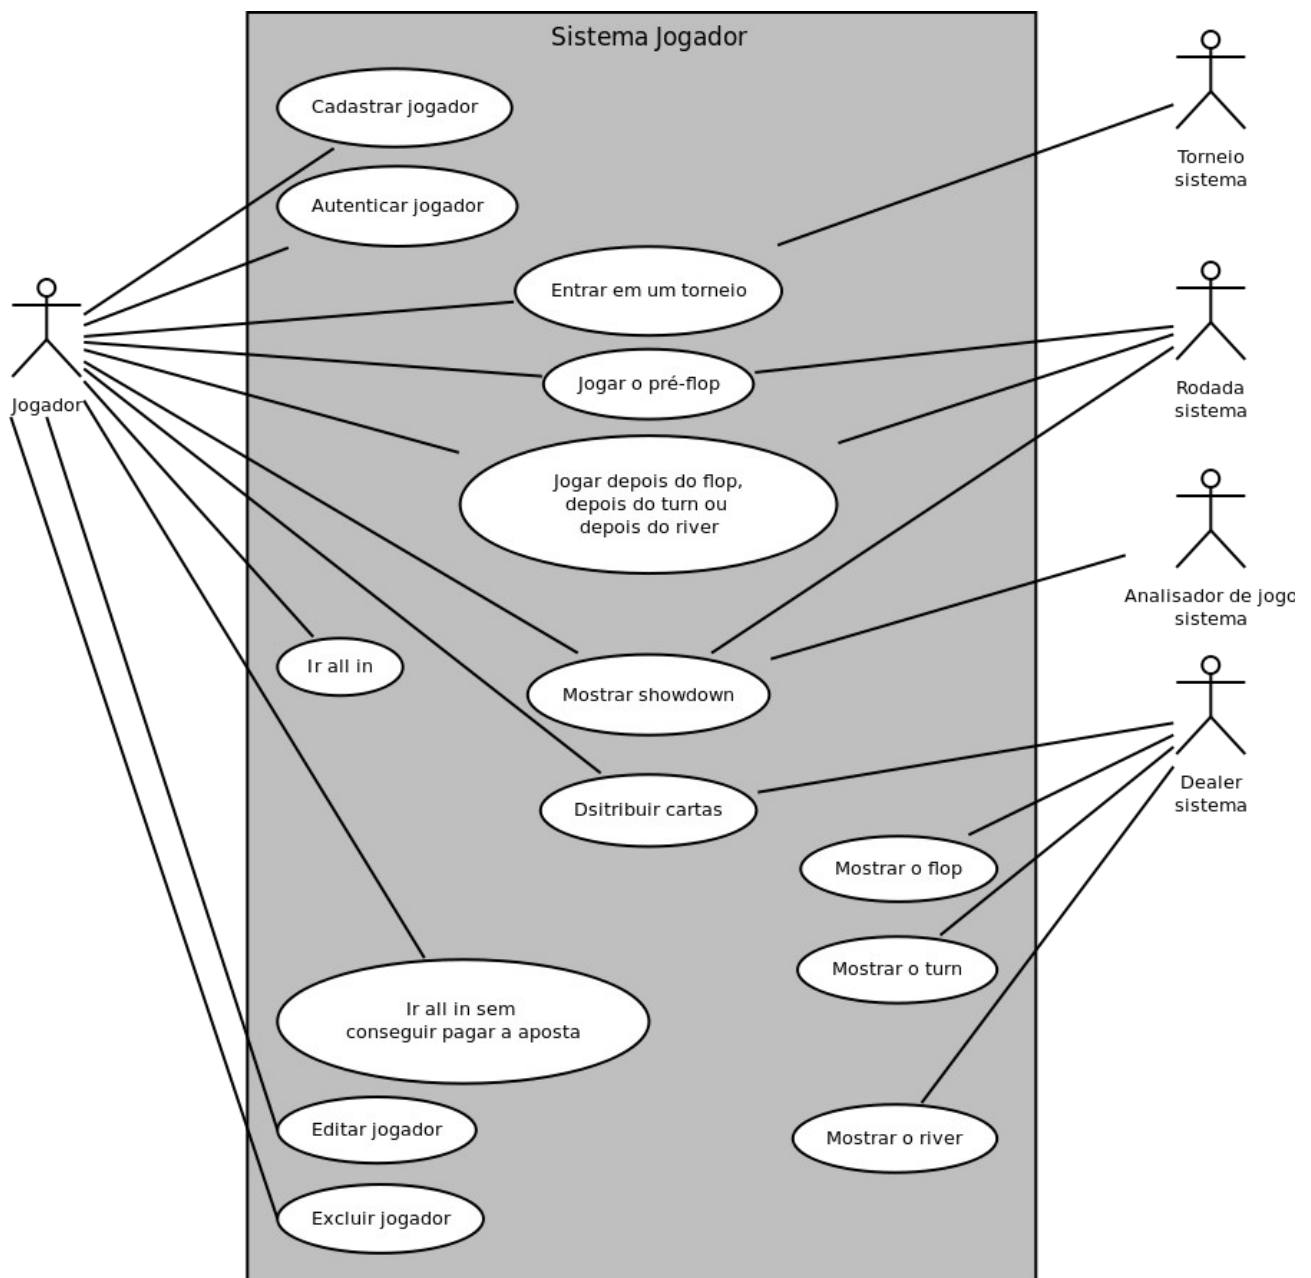 Sistema Jogador
Cadastrar jogador
Autenticar jogador
Entrar em um torneio
Jogar o pré-flop
Jogar depois do flop,
depois do turn ou
depois do river
Ir all in
Mostrar showdown
Dsitribuir cartas
Mostrar o flop
Mostrar o turn
Ir all in sem
conseguir pagar a aposta
Editar jogador
Mostrar o river
Excluir jogador
Jogador
Torneio
sistema
Rodada
sistema
Analisador de jogo
sistema
Dealer
sistema